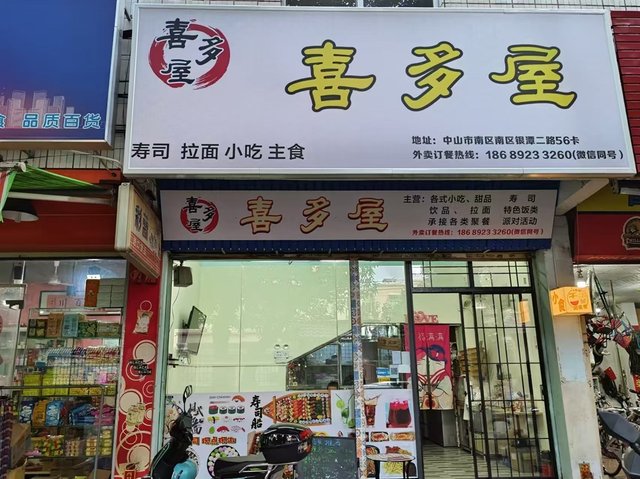 喜多屋
喜多屋
寿司 拉面 小吃 主食
地址：中山市南区南区银潭二路56卡
外卖订餐热线：186 8923 3260(微信同号)
品质百货
喜多屋
喜多屋
主营：各式小吃、甜品 寿司
饮品、拉面 特色饭类
承接各类聚餐 派对活动
外卖订餐热线：186 8923 3260(微信同号)
寿司船